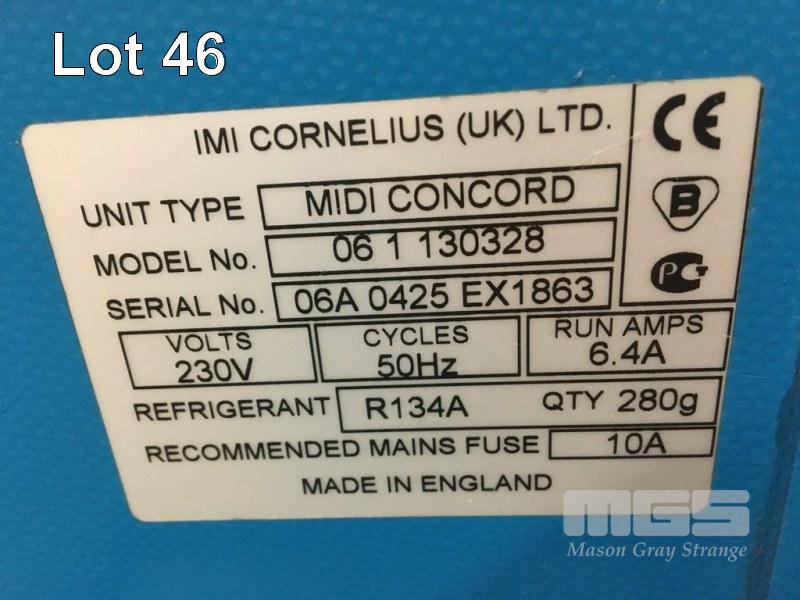 Lot 46
IMI CORNELIUS (UK) LTD.
CE
UNIT TYPE MIDI CONCORD
B
MODEL No. 06 1 130328
PG
SERIAL No. 06A 0425 EX1863
VOLTS CYCLES RUN AMPS
230V 50Hz 6.4A
REFRIGERANT R134A QTY 280g
RECOMMENDED MAINS FUSE 10A
MADE IN ENGLAND
MGS
Mason Gray Strange